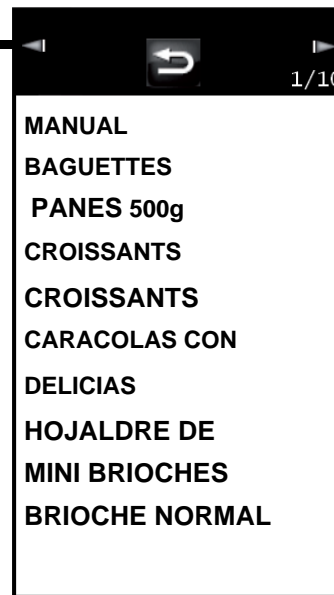 1/10
MANUAL
BAGUETTES
PANES 500g
CROISSANTS
CROISSANTS
CARACOLAS CON
DELICIAS
HOJALDRE DE
MINI BRIOCHES
BRIOCHE NORMAL